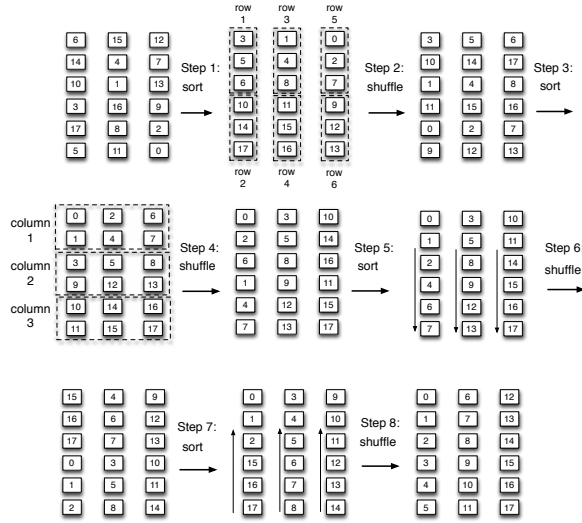 row 1 row 3 row 5
6 15 12 3 1 0 3 5 6
14 4 7 5 4 2 10 14 17
Step 1: sort Step 2: shuffle Step 3: sort
10 1 13 6 8 7 1 4 8
3 16 9 10 11 9 11 15 16
17 8 2 14 15 12 0 2 7
5 11 0 17 16 13 9 12 13
row 2 row 4 row 6
column 1 column 2 column 3
0 2 6 0 3 10 0 3 10
1 4 7 2 5 14 1 5 11
Step 4: shuffle Step 5: sort Step 6: shuffle
3 5 8 6 8 16 2 8 14
9 12 13 1 9 11 4 9 15
10 14 16 4 12 15 6 12 16
11 15 17 7 13 17 7 13 17
15 4 9 0 3 9 0 6 12
16 6 12 1 4 10 1 7 13
Step 7: sort Step 8: shuffle
17 7 13 2 5 11 2 8 14
0 3 10 15 6 12 3 9 15
1 5 11 16 7 13 4 10 16
2 8 14 17 8 14 5 11 17